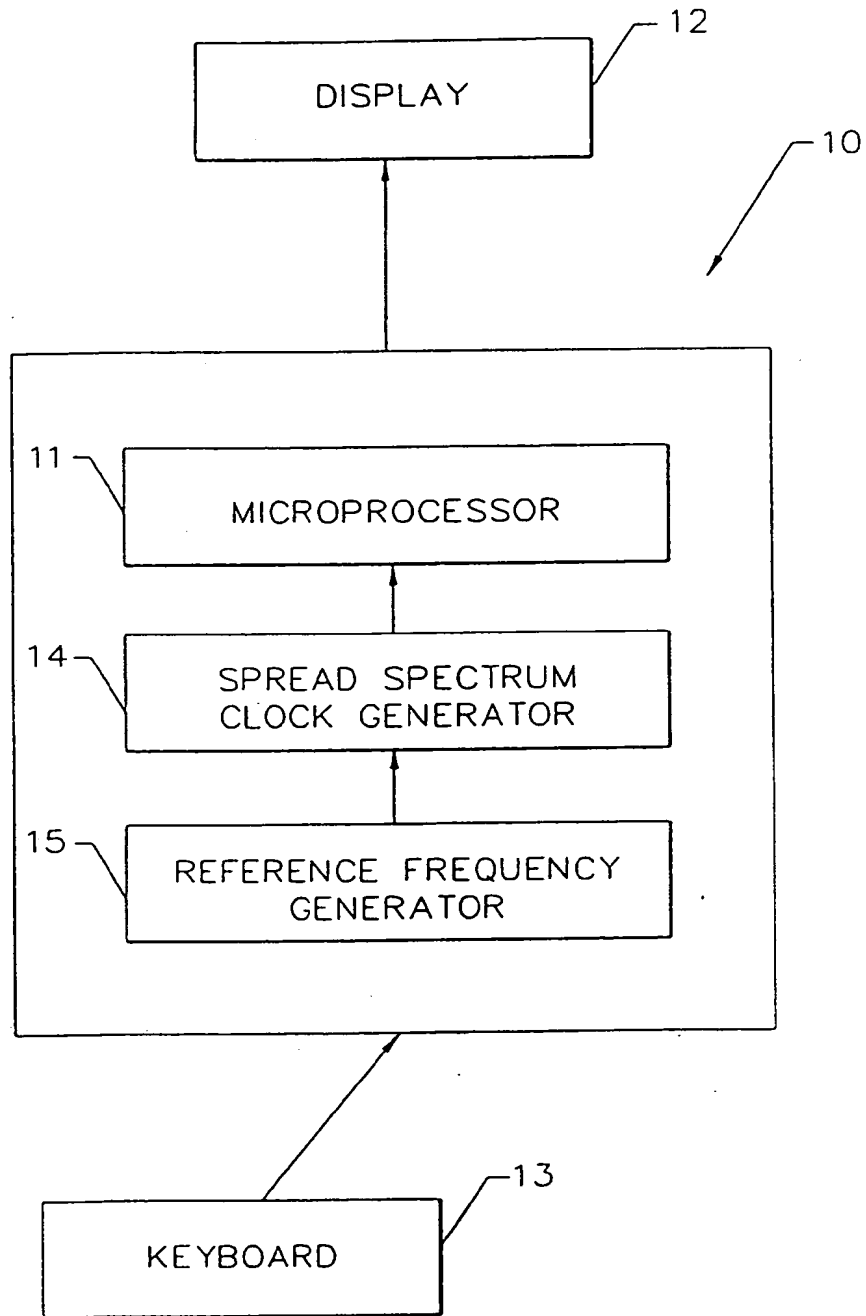 12
DISPLAY
10
11
MICROPROCESSOR
14
SPREAD SPECTRUM
CLOCK GENERATOR
15
REFERENCE FREQUENCY
GENERATOR
13
KEYBOARD